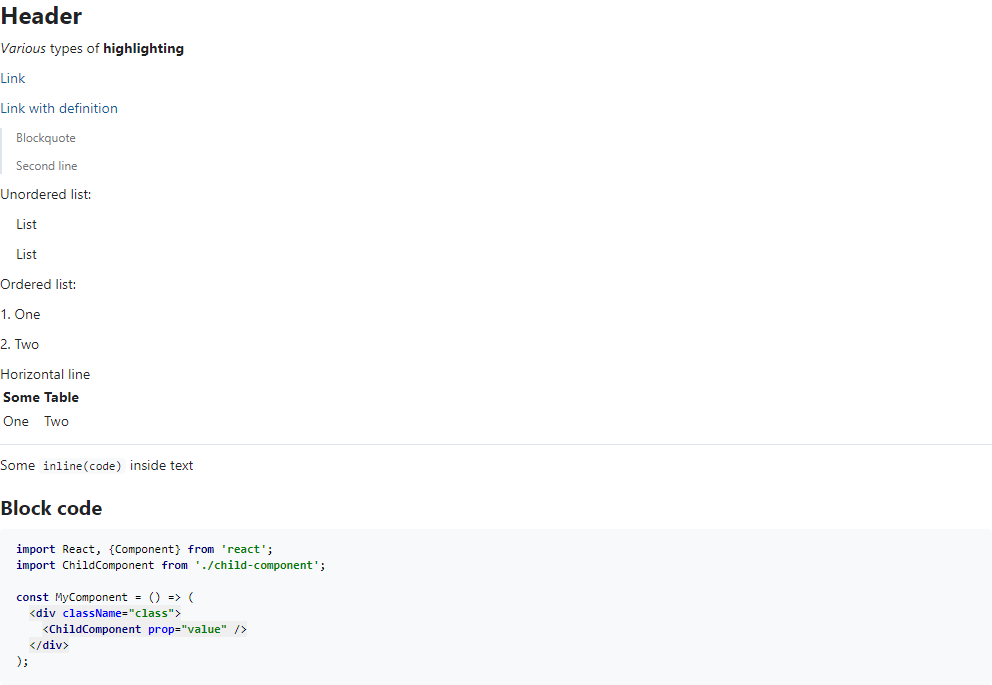 Header
Various types of highlighting
Link
Link with definition
Blockquote
Second line
Unordered list:
List
List
Ordered list:
1. One
2. Two
Horizontal line
Some Table
One Two
Some inline(code) inside text
Block code
import React, {Component} from 'react';
import ChildComponent from './child-component';
const MyComponent = () => (
<div className="class">
<ChildComponent prop="value" />
</div>
);